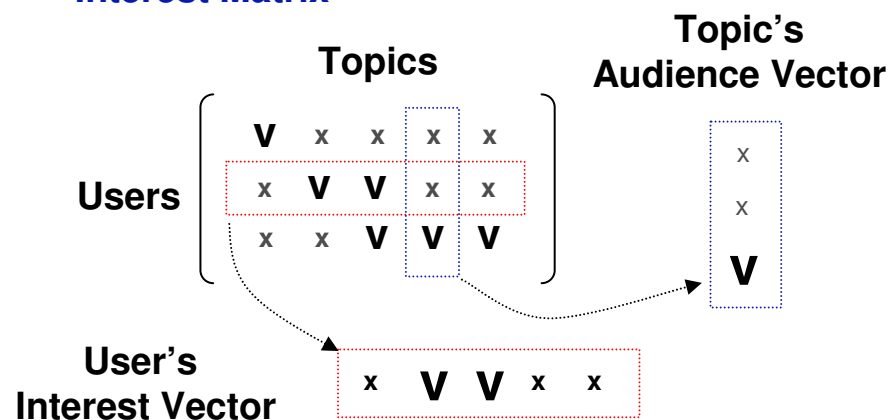 Interest Matrix
Topic's
Audience Vector
Topics
Users
V x x x x
x V V x x
x x V V V
x
x
V
User's
Interest Vector
x V V x x